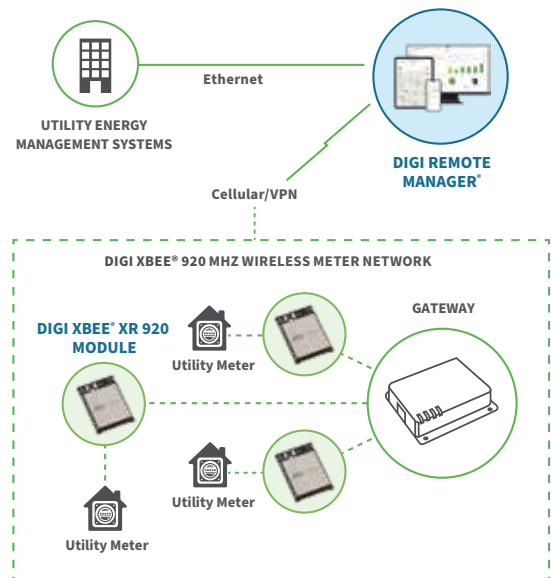 Ethernet
UTILITY ENERGY
MANAGEMENT SYSTEMS
DIGI REMOTE
MANAGER®
Cellular/VPN
DIGI XBEE® 920 MHZ WIRELESS METER NETWORK
GATEWAY
DIGI XBEE® XR 920
MODULE
Utility Meter
Utility Meter
Utility Meter